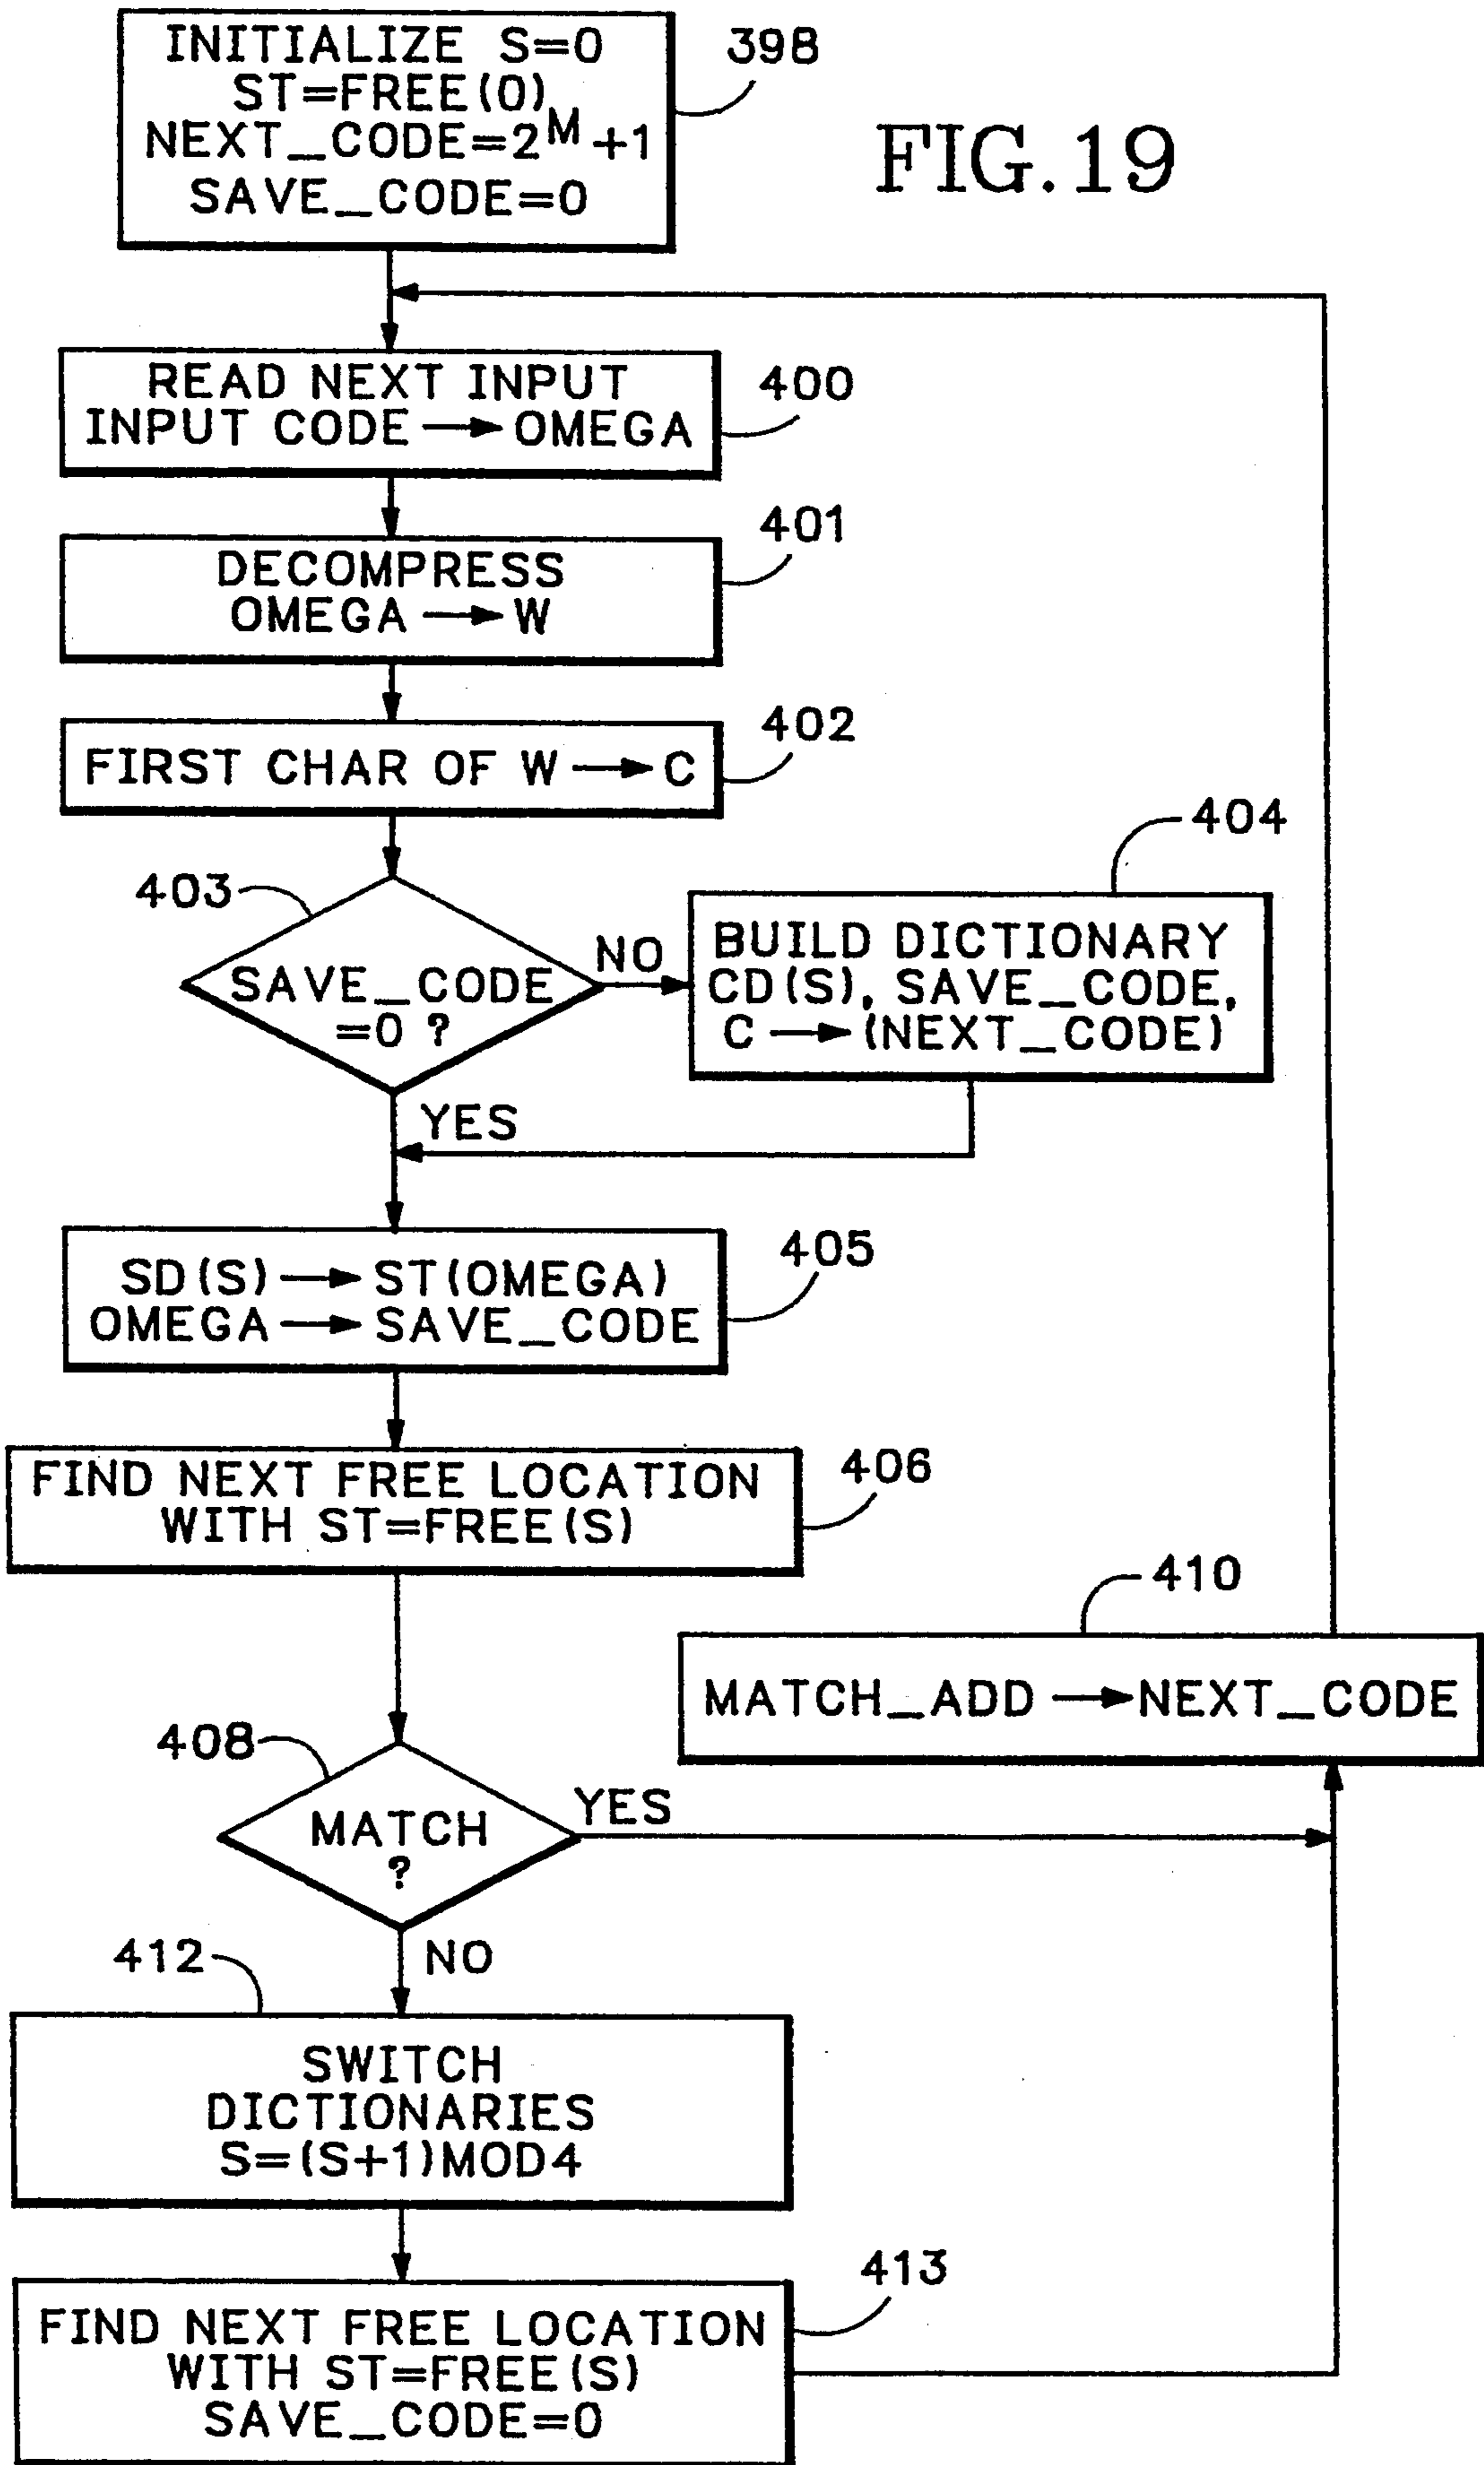 INITIALIZE S=0
ST=FREE(0)
NEXT_CODE=2^M+1
SAVE_CODE=0
398
FIG.19
READ NEXT INPUT
INPUT CODE → OMEGA
400
DECOMPRESS
OMEGA → W
401
FIRST CHAR OF W → C
402
403
SAVE_CODE
=0 ?
NO
YES
404
BUILD DICTIONARY
CD(S), SAVE_CODE,
C → (NEXT_CODE)
SD(S) → ST(OMEGA)
OMEGA → SAVE_CODE
405
FIND NEXT FREE LOCATION
WITH ST=FREE(S)
406
410
MATCH_ADD → NEXT_CODE
408
MATCH
?
YES
NO
412
SWITCH
DICTIONARIES
S=(S+1)MOD4
FIND NEXT FREE LOCATION
WITH ST=FREE(S)
SAVE_CODE=0
413